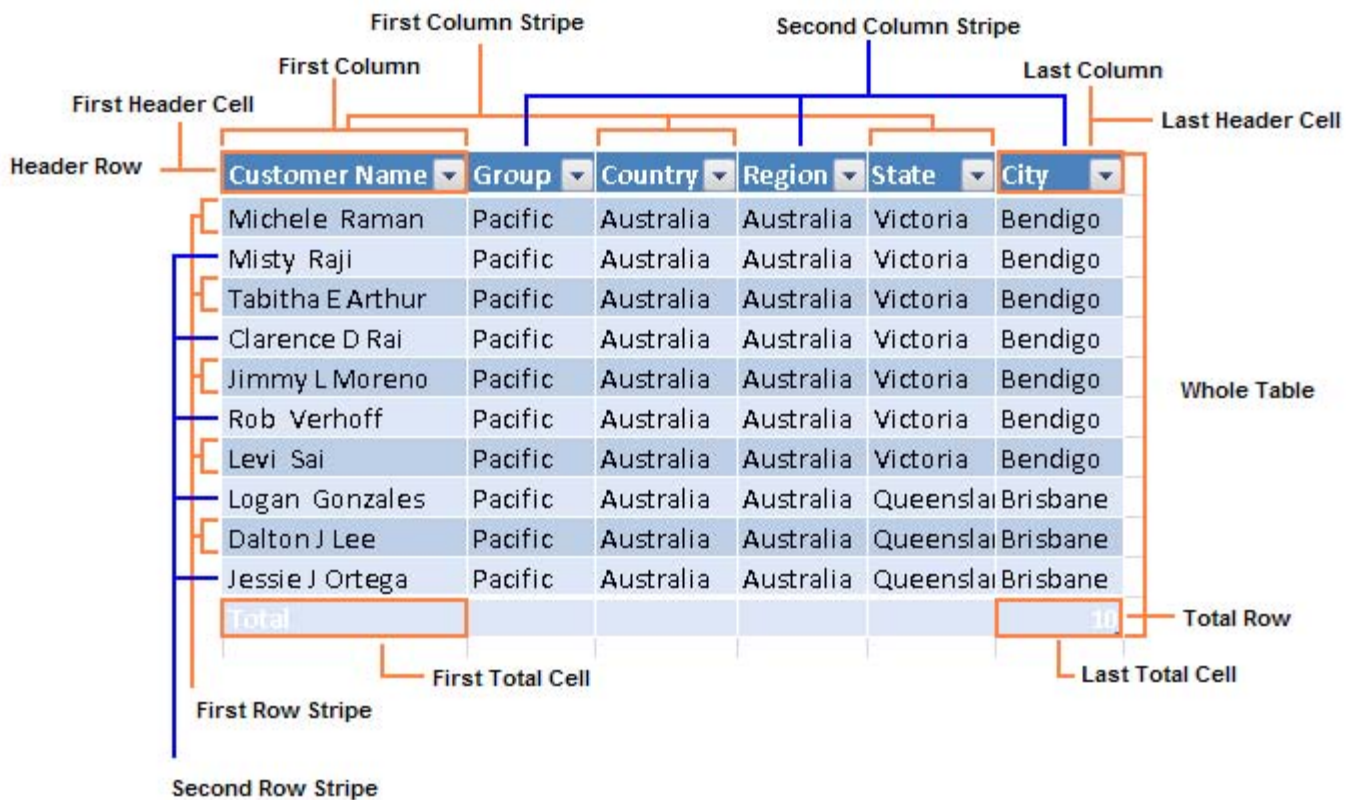 First Column Stripe
Second Column Stripe
First Column
Last Column
First Header Cell
Last Header Cell
Header Row
Customer Name Group Country Region State City
Michele Raman Pacific Australia Australia Victoria Bendigo
Misty Raji Pacific Australia Australia Victoria Bendigo
Tabitha E Arthur Pacific Australia Australia Victoria Bendigo
Clarence D Rai Pacific Australia Australia Victoria Bendigo
Jimmy L Moreno Pacific Australia Australia Victoria Bendigo
Whole Table
Rob Verhoff Pacific Australia Australia Victoria Bendigo
Levi Sai Pacific Australia Australia Victoria Bendigo
Logan Gonzales Pacific Australia Australia Queenslar Brisbane
Dalton J Lee Pacific Australia Australia Queenslar Brisbane
Jessie J Ortega Pacific Australia Australia Queenslar Brisbane
Total 10
Total Row
First Total Cell
Last Total Cell
First Row Stripe
Second Row Stripe